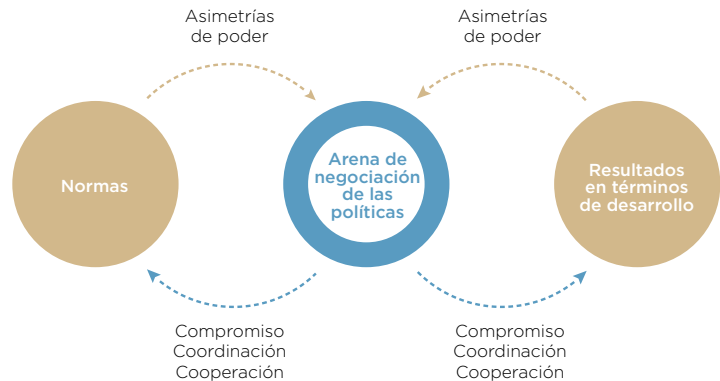 Asimetrías
de poder
Asimetrías
de poder
Normas
Arena de
negociación
de las
políticas
Resultados
en términos
de desarrollo
Compromiso
Coordinación
Cooperación
Compromiso
Coordinación
Cooperación